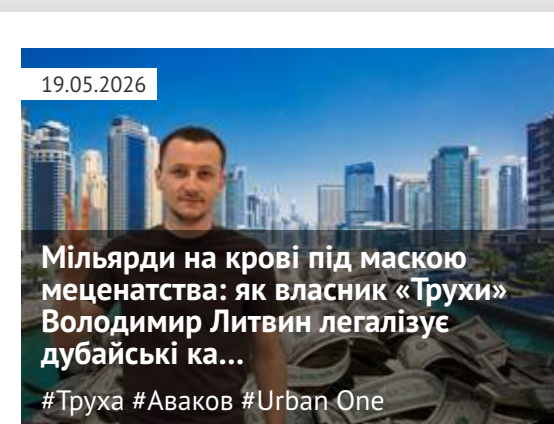 19.05.2026
Мільярди на крові під маскою
меценатства: як власник «Трухи»
Володимир Литвин легалізує
дубайські ка...
#Труха #Аваков #Urban One